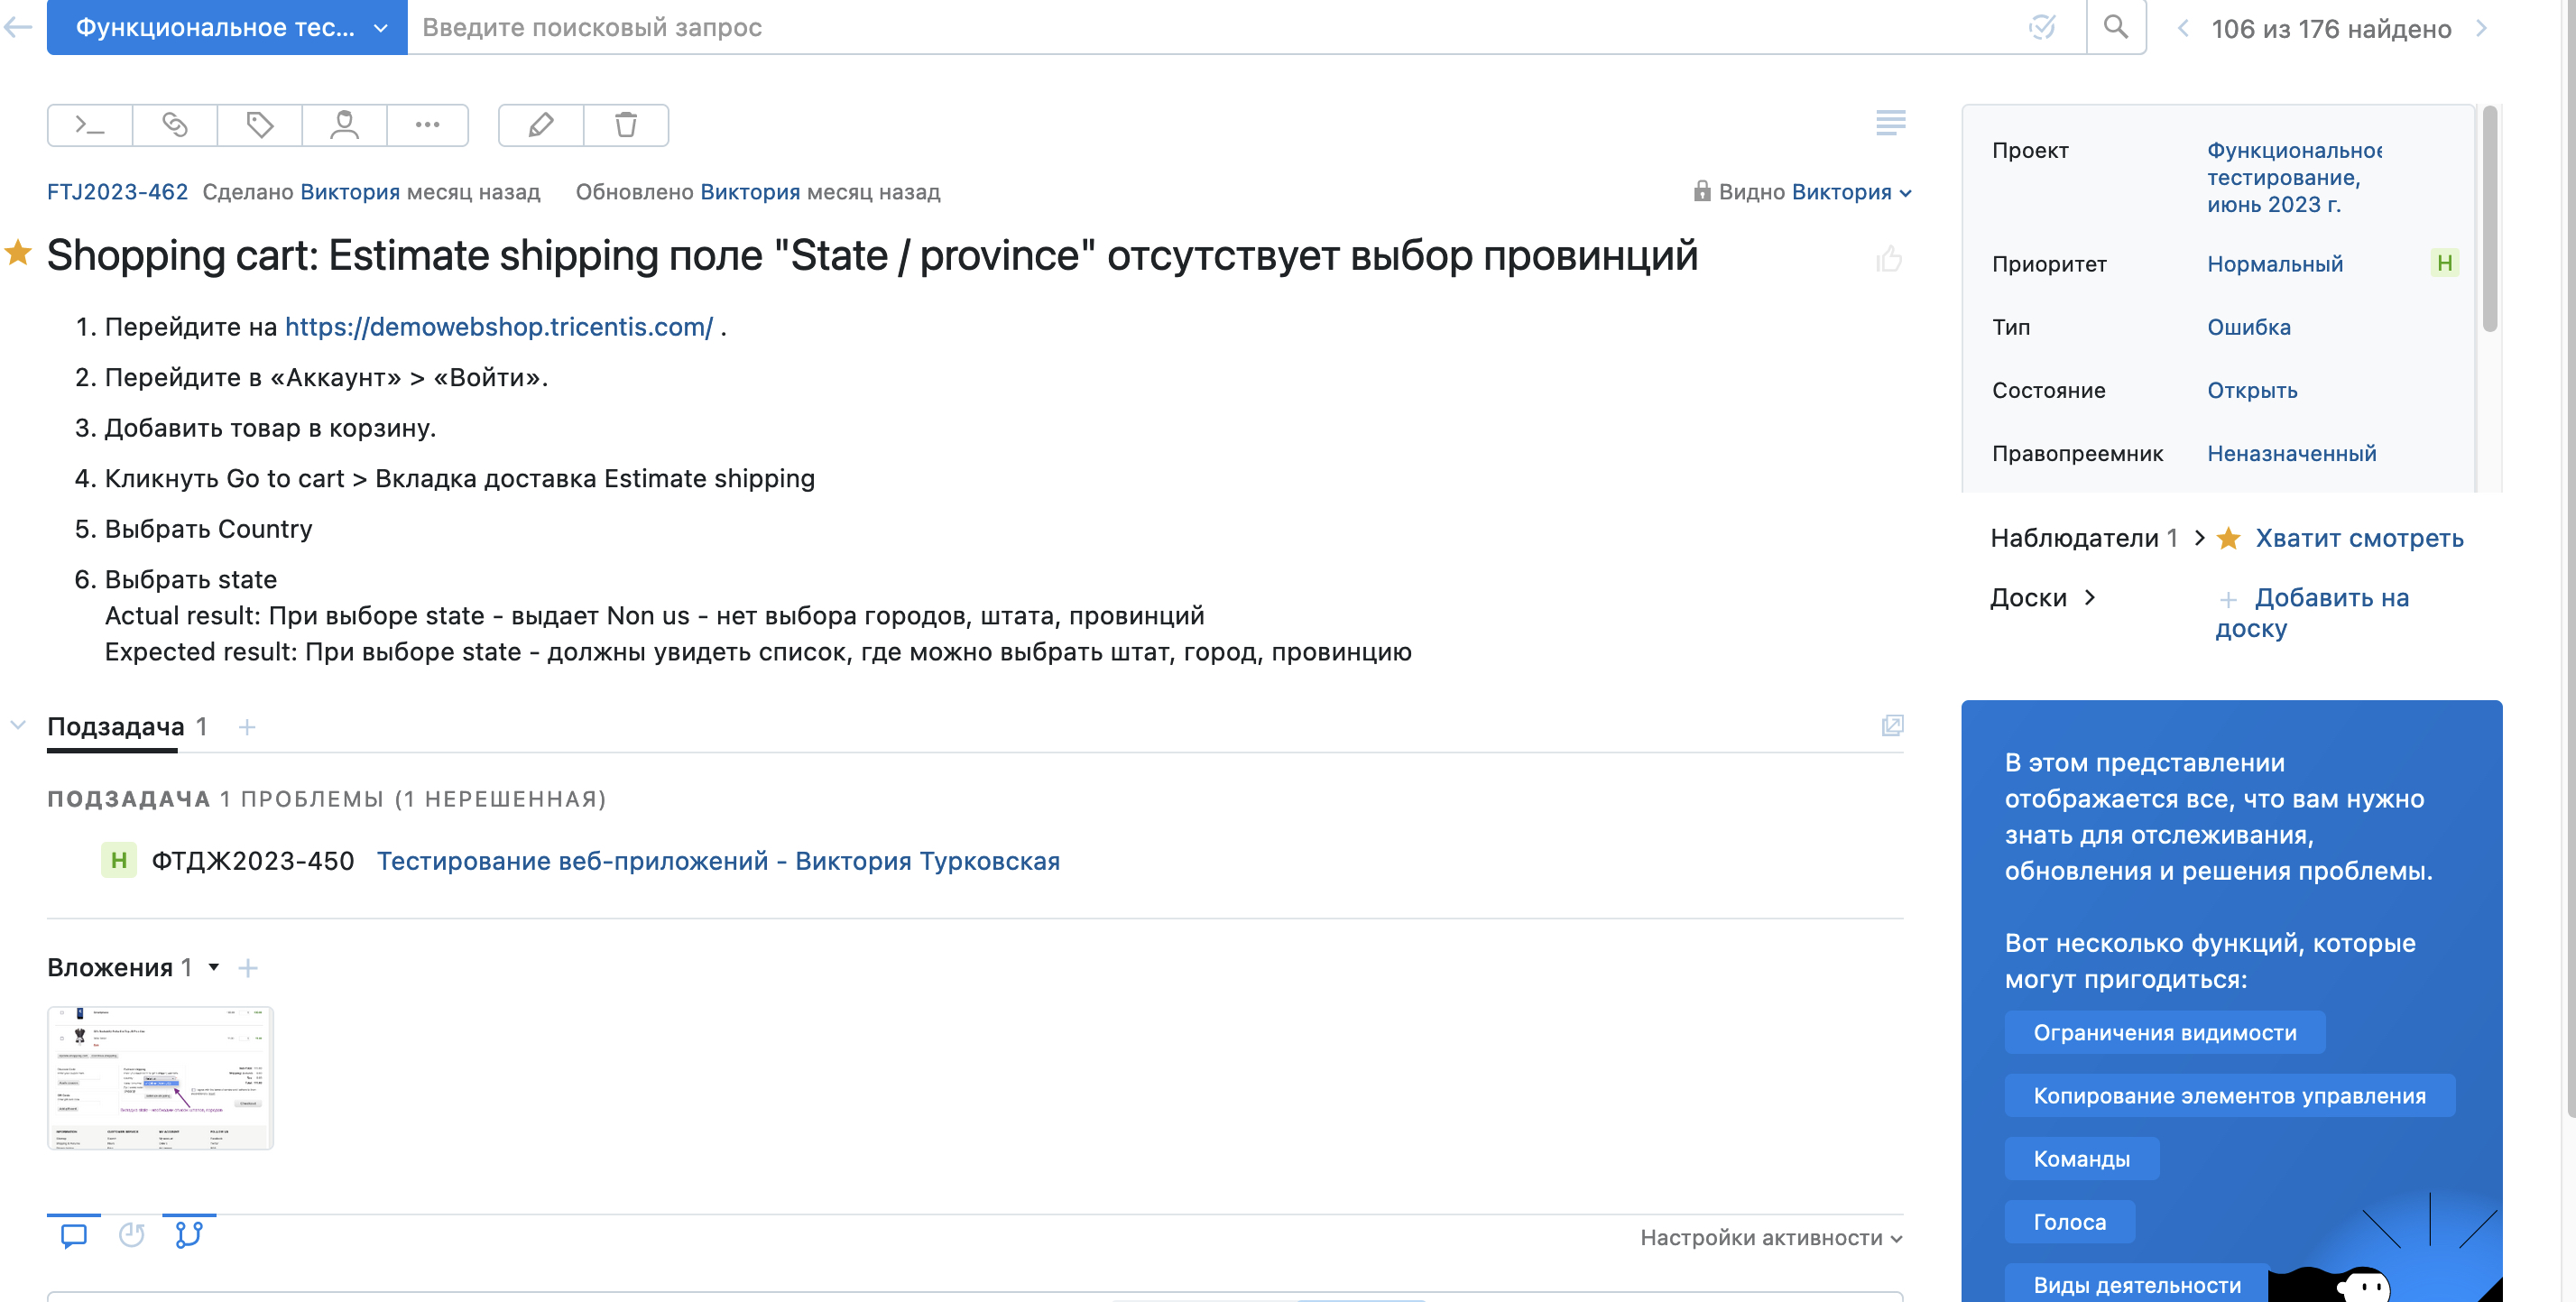 Функциональное тес...
Введите поисковый запрос
106 из 176 найдено
FTJ2023-462 Сделано Виктория месяц назад Обновлено Виктория месяц назад
Видно Виктория
Shopping cart: Estimate shipping поле "State / province" отсутствует выбор провинций
1. Перейдите на https://demowebshop.tricentis.com/ .
2. Перейдите в «Аккаунт» > «Войти».
3. Добавить товар в корзину.
4. Кликнуть Go to cart > Вкладка доставка Estimate shipping
5. Выбрать Country
6. Выбрать state
Actual result: При выборе state - выдает Non us - нет выбора городов, штата, провинций
Expected result: При выборе state - должны увидеть список, где можно выбрать штат, город, провинцию
Подзадача 1
ПОДЗАДАЧА 1 ПРОБЛЕМЫ (1 НЕРЕШЕННАЯ)
Н ФТДЖ2023-450 Тестирование веб-приложений - Виктория Турковская
Вложения 1
Настройки активности
Проект Функциональное
тестирование,
июнь 2023 г.
Приоритет Нормальный Н
Тип Ошибка
Состояние Открыть
Правопреемник Неназначенный
Наблюдатели 1 Хватит смотреть
Доски Добавить на
доску
В этом представлении
отображается все, что вам нужно
знать для отслеживания,
обновления и решения проблемы.
Вот несколько функций, которые
могут пригодиться:
Ограничения видимости
Копирование элементов управления
Команды
Голоса
Виды деятельности